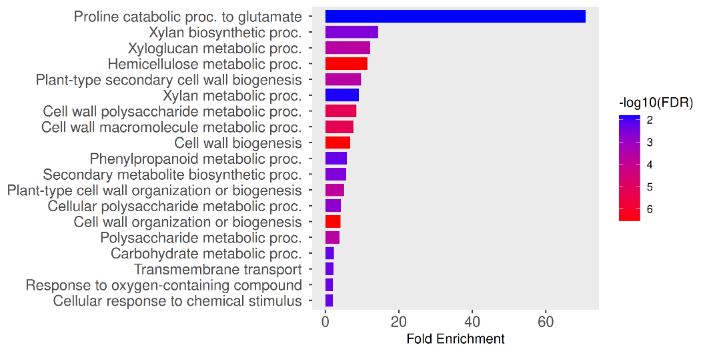 Proline catabolic proc. to glutamate
Xylan biosynthetic proc.
Xyloglucan metabolic proc.
Hemicellulose metabolic proc.
Plant-type secondary cell wall biogenesis
Xylan metabolic proc.
Cell wall polysaccharide metabolic proc.
Cell wall macromolecule metabolic proc.
Cell wall biogenesis
Phenylpropanoid metabolic proc.
Secondary metabolite biosynthetic proc.
Plant-type cell wall organization or biogenesis
Cellular polysaccharide metabolic proc.
Cell wall organization or biogenesis
Polysaccharide metabolic proc.
Carbohydrate metabolic proc.
Transmembrane transport
Response to oxygen-containing compound
Cellular response to chemical stimulus
0 20 40 60
Fold Enrichment
-log10(FDR)
2
3
4
5
6